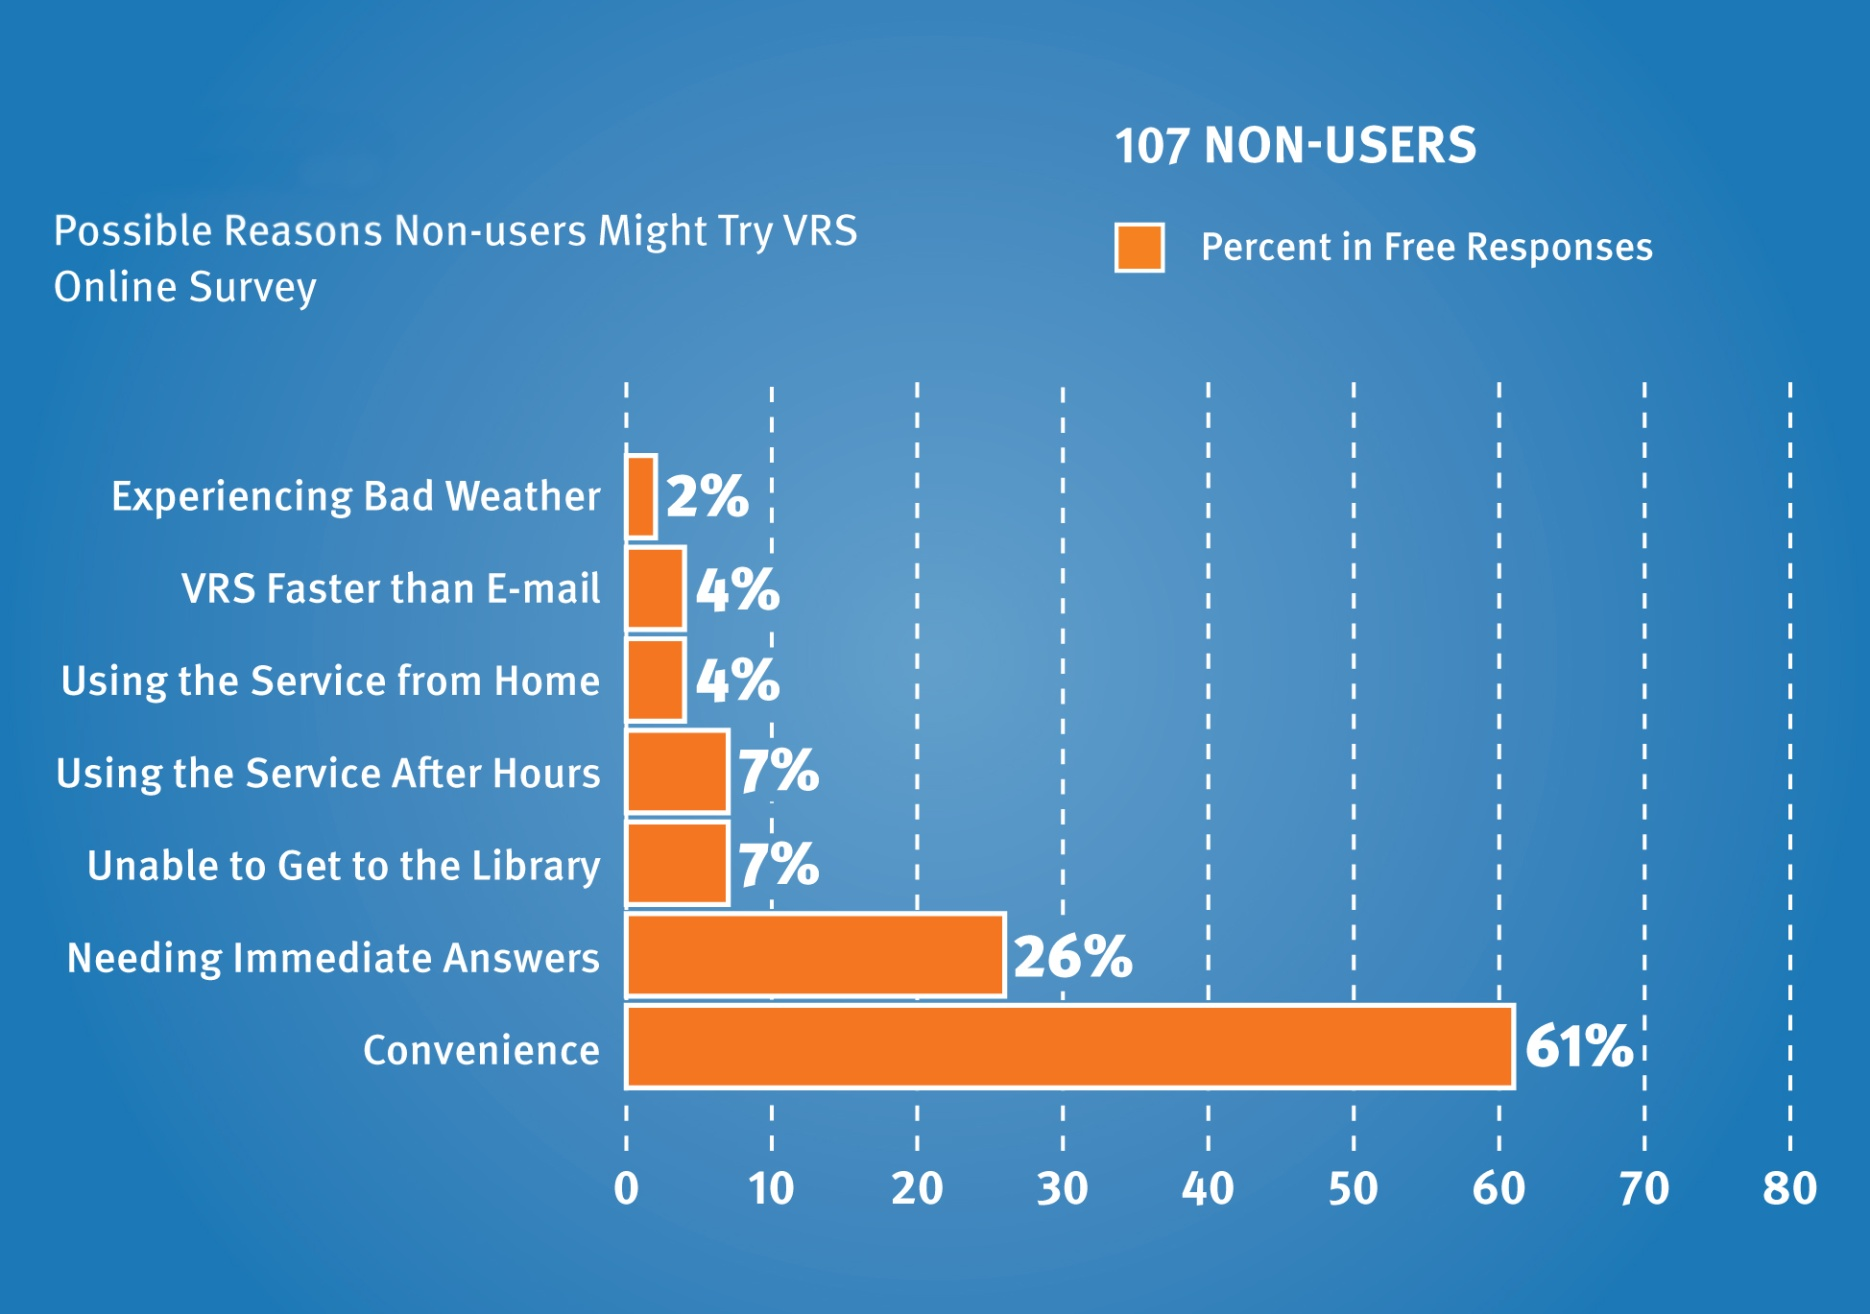 107 NON-USERS
Possible Reasons Non-users Might Try VRS
Online Survey
Percent in Free Responses
Experiencing Bad Weather 2%
VRS Faster than E-mail 4%
Using the Service from Home 4%
Using the Service After Hours 7%
Unable to Get to the Library 7%
Needing Immediate Answers 26%
Convenience 61%
0 10 20 30 40 50 60 70 80